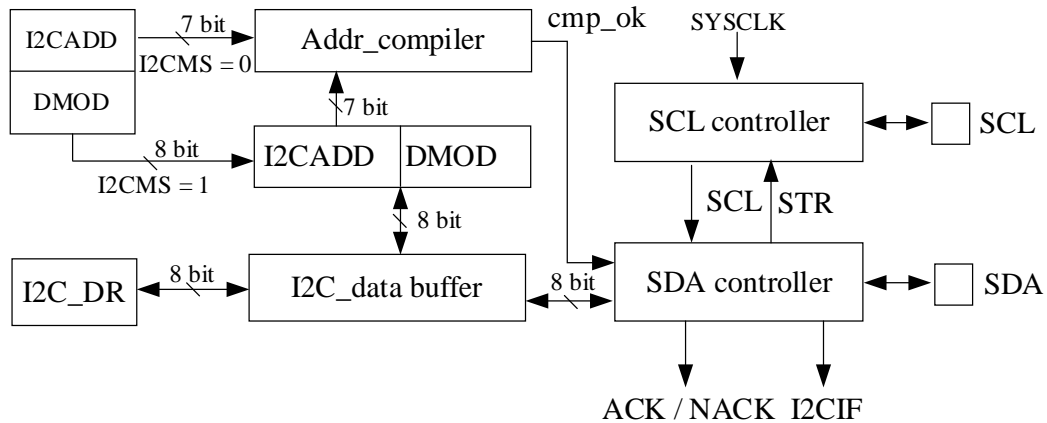 I2CADD
DMOD
7 bit
I2CMS = 0
Addr_compiler
cmp_ok
SYSCLK
7 bit
SCL controller
SCL
8 bit
I2CMS = 1
I2CADD DMOD
SCL STR
8 bit
I2C_DR
8 bit
I2C_data buffer
8 bit
SDA controller
SDA
ACK / NACK I2CIF